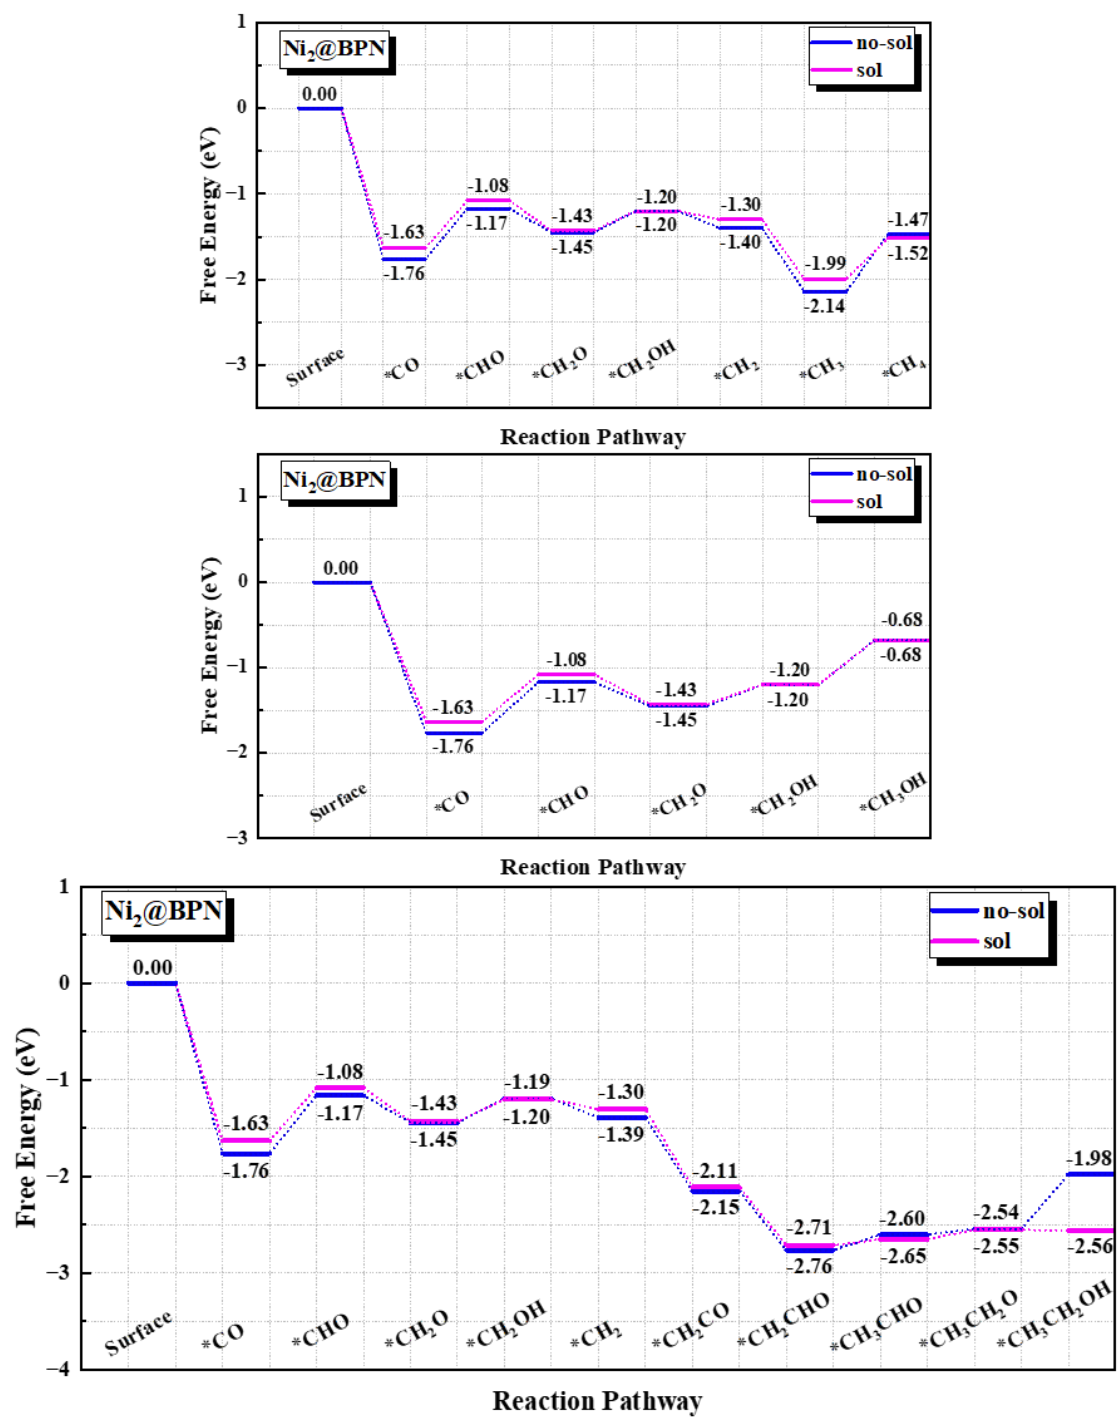 Ni₂@BPN
no-sol
sol
Free Energy (eV)
1
0
−1
−2
−3
0.00
-1.63
-1.76
-1.08
-1.17
-1.43
-1.45
-1.20
-1.20
-1.30
-1.40
-1.99
-2.14
-1.47
-1.52
Surface
*CO
*CHO
*CH₂O
*CH₂OH
*CH₂
*CH₃
*CH₄
Reaction Pathway
Ni₂@BPN
no-sol
sol
Free Energy (eV)
1
0
−1
−2
−3
0.00
-1.63
-1.76
-1.08
-1.17
-1.43
-1.45
-1.20
-1.20
-0.68
-0.68
Surface
*CO
*CHO
*CH₂O
*CH₂OH
*CH₃OH
Reaction Pathway
Ni₂@BPN
no-sol
sol
Free Energy (eV)
1
0
−1
−2
−3
−4
0.00
-1.63
-1.76
-1.08
-1.17
-1.43
-1.45
-1.19
-1.20
-1.30
-1.39
-2.11
-2.15
-2.71
-2.76
-2.60
-2.65
-2.54
-2.55
-1.98
-2.56
Surface
*CO
*CHO
*CH₂O
*CH₂OH
*CH₂
*CH₂CO
*CH₂CHO
*CH₃CHO
*CH₃CH₂O
*CH₃CH₂OH
Reaction Pathway